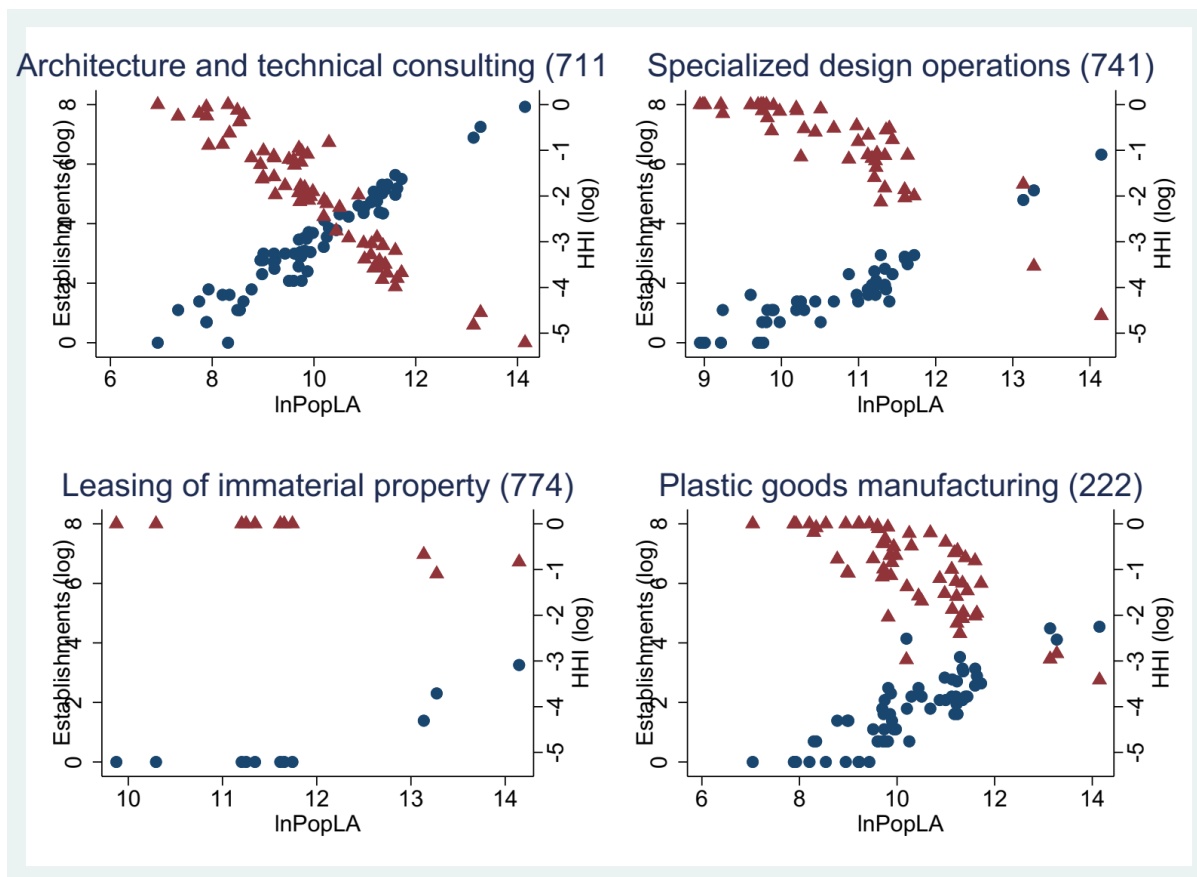 Architecture and technical consulting (711
Establishments (log)
0 2 4 6 8
HHI (log)
0 -1 -2 -3 -4 -5
6 8 10 12 14
lnPopLA
Specialized design operations (741)
Establishments (log)
0 2 4 6 8
HHI (log)
0 -1 -2 -3 -4 -5
9 10 11 12 13 14
lnPopLA
Leasing of immaterial property (774)
Establishments (log)
0 2 4 6 8
HHI (log)
0 -1 -2 -3 -4 -5
10 11 12 13 14
lnPopLA
Plastic goods manufacturing (222)
Establishments (log)
0 2 4 6 8
HHI (log)
0 -1 -2 -3 -4 -5
6 8 10 12 14
lnPopLA